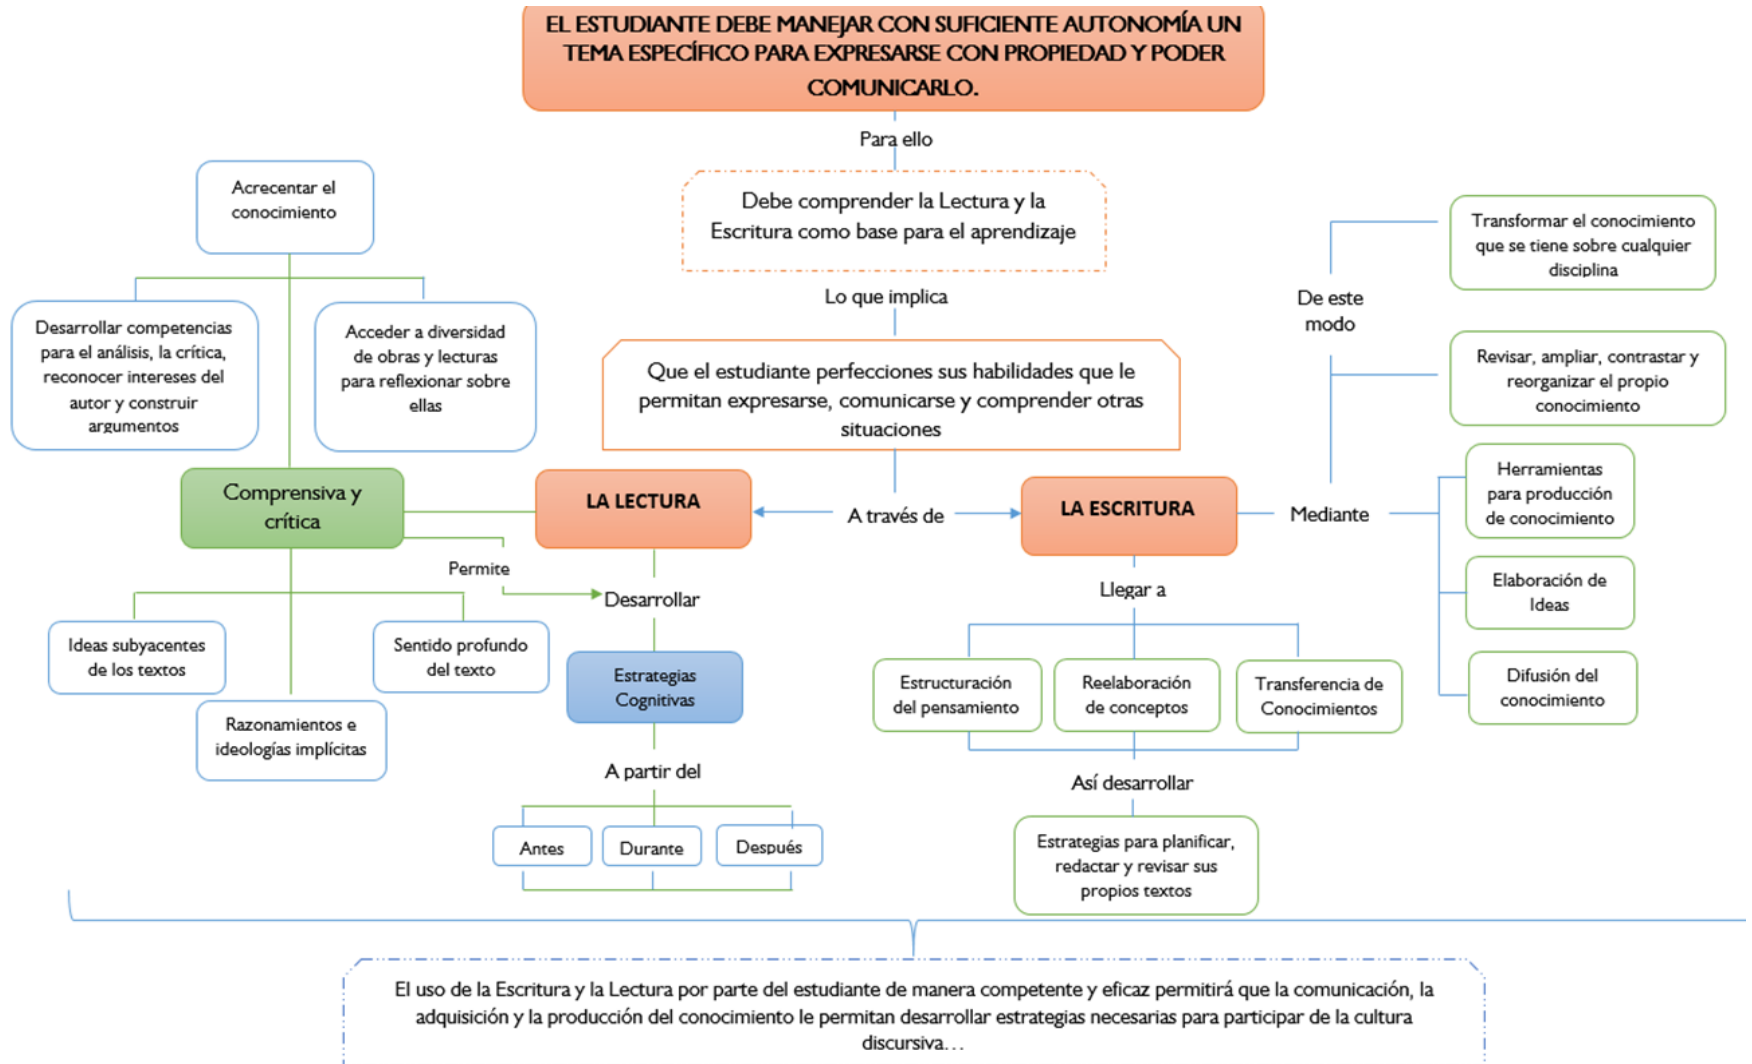 EL ESTUDIANTE DEBE MANEJAR CON SUFICIENTE AUTONOMÍA UN
TEMA ESPECÍFICO PARA EXPRESARSE CON PROPIEDAD Y PODER
COMUNICARLO.
Para ello
Debe comprender la Lectura y la
Escritura como base para el aprendizaje
Lo que implica
Que el estudiante perfecciones sus habilidades que le
permitan expresarse, comunicarse y comprender otras
situaciones
A través de
LA LECTURA
Comprensiva y
crítica
Acrecentar el
conocimiento
Desarrollar competencias
para el análisis, la crítica,
reconocer intereses del
autor y construir
argumentos
Acceder a diversidad
de obras y lecturas
para reflexionar sobre
ellas
Ideas subyacentes
de los textos
Razonamientos e
ideologías implícitas
Sentido profundo
del texto
Permite
Desarrollar
Estrategias
Cognitivas
A partir del
Antes
Durante
Después
LA ESCRITURA
Llegar a
Estructuración
del pensamiento
Reelaboración
de conceptos
Transferencia de
Conocimientos
Así desarrollar
Estrategias para planificar,
redactar y revisar sus
propios textos
Mediante
Herramientas
para producción
de conocimiento
Elaboración de
Ideas
Difusión del
conocimiento
De este
modo
Transformar el conocimiento
que se tiene sobre cualquier
disciplina
Revisar, ampliar, contrastar y
reorganizar el propio
conocimiento
El uso de la Escritura y la Lectura por parte del estudiante de manera competente y eficaz permitirá que la comunicación, la
adquisición y la producción del conocimiento le permitan desarrollar estrategias necesarias para participar de la cultura
discursiva…